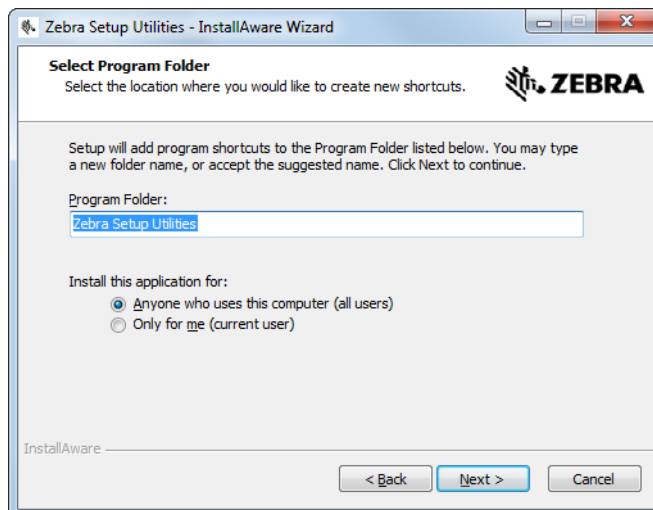 Zebra Setup Utilities - InstallAware Wizard
Select Program Folder
Select the location where you would like to create new shortcuts.
ZEBRA
Setup will add program shortcuts to the Program Folder listed below. You may type
a new folder name, or accept the suggested name. Click Next to continue.
Program Folder:
Zebra Setup Utilities
Install this application for:
Anyone who uses this computer (all users)
Only for me (current user)
InstallAware
< Back Next > Cancel